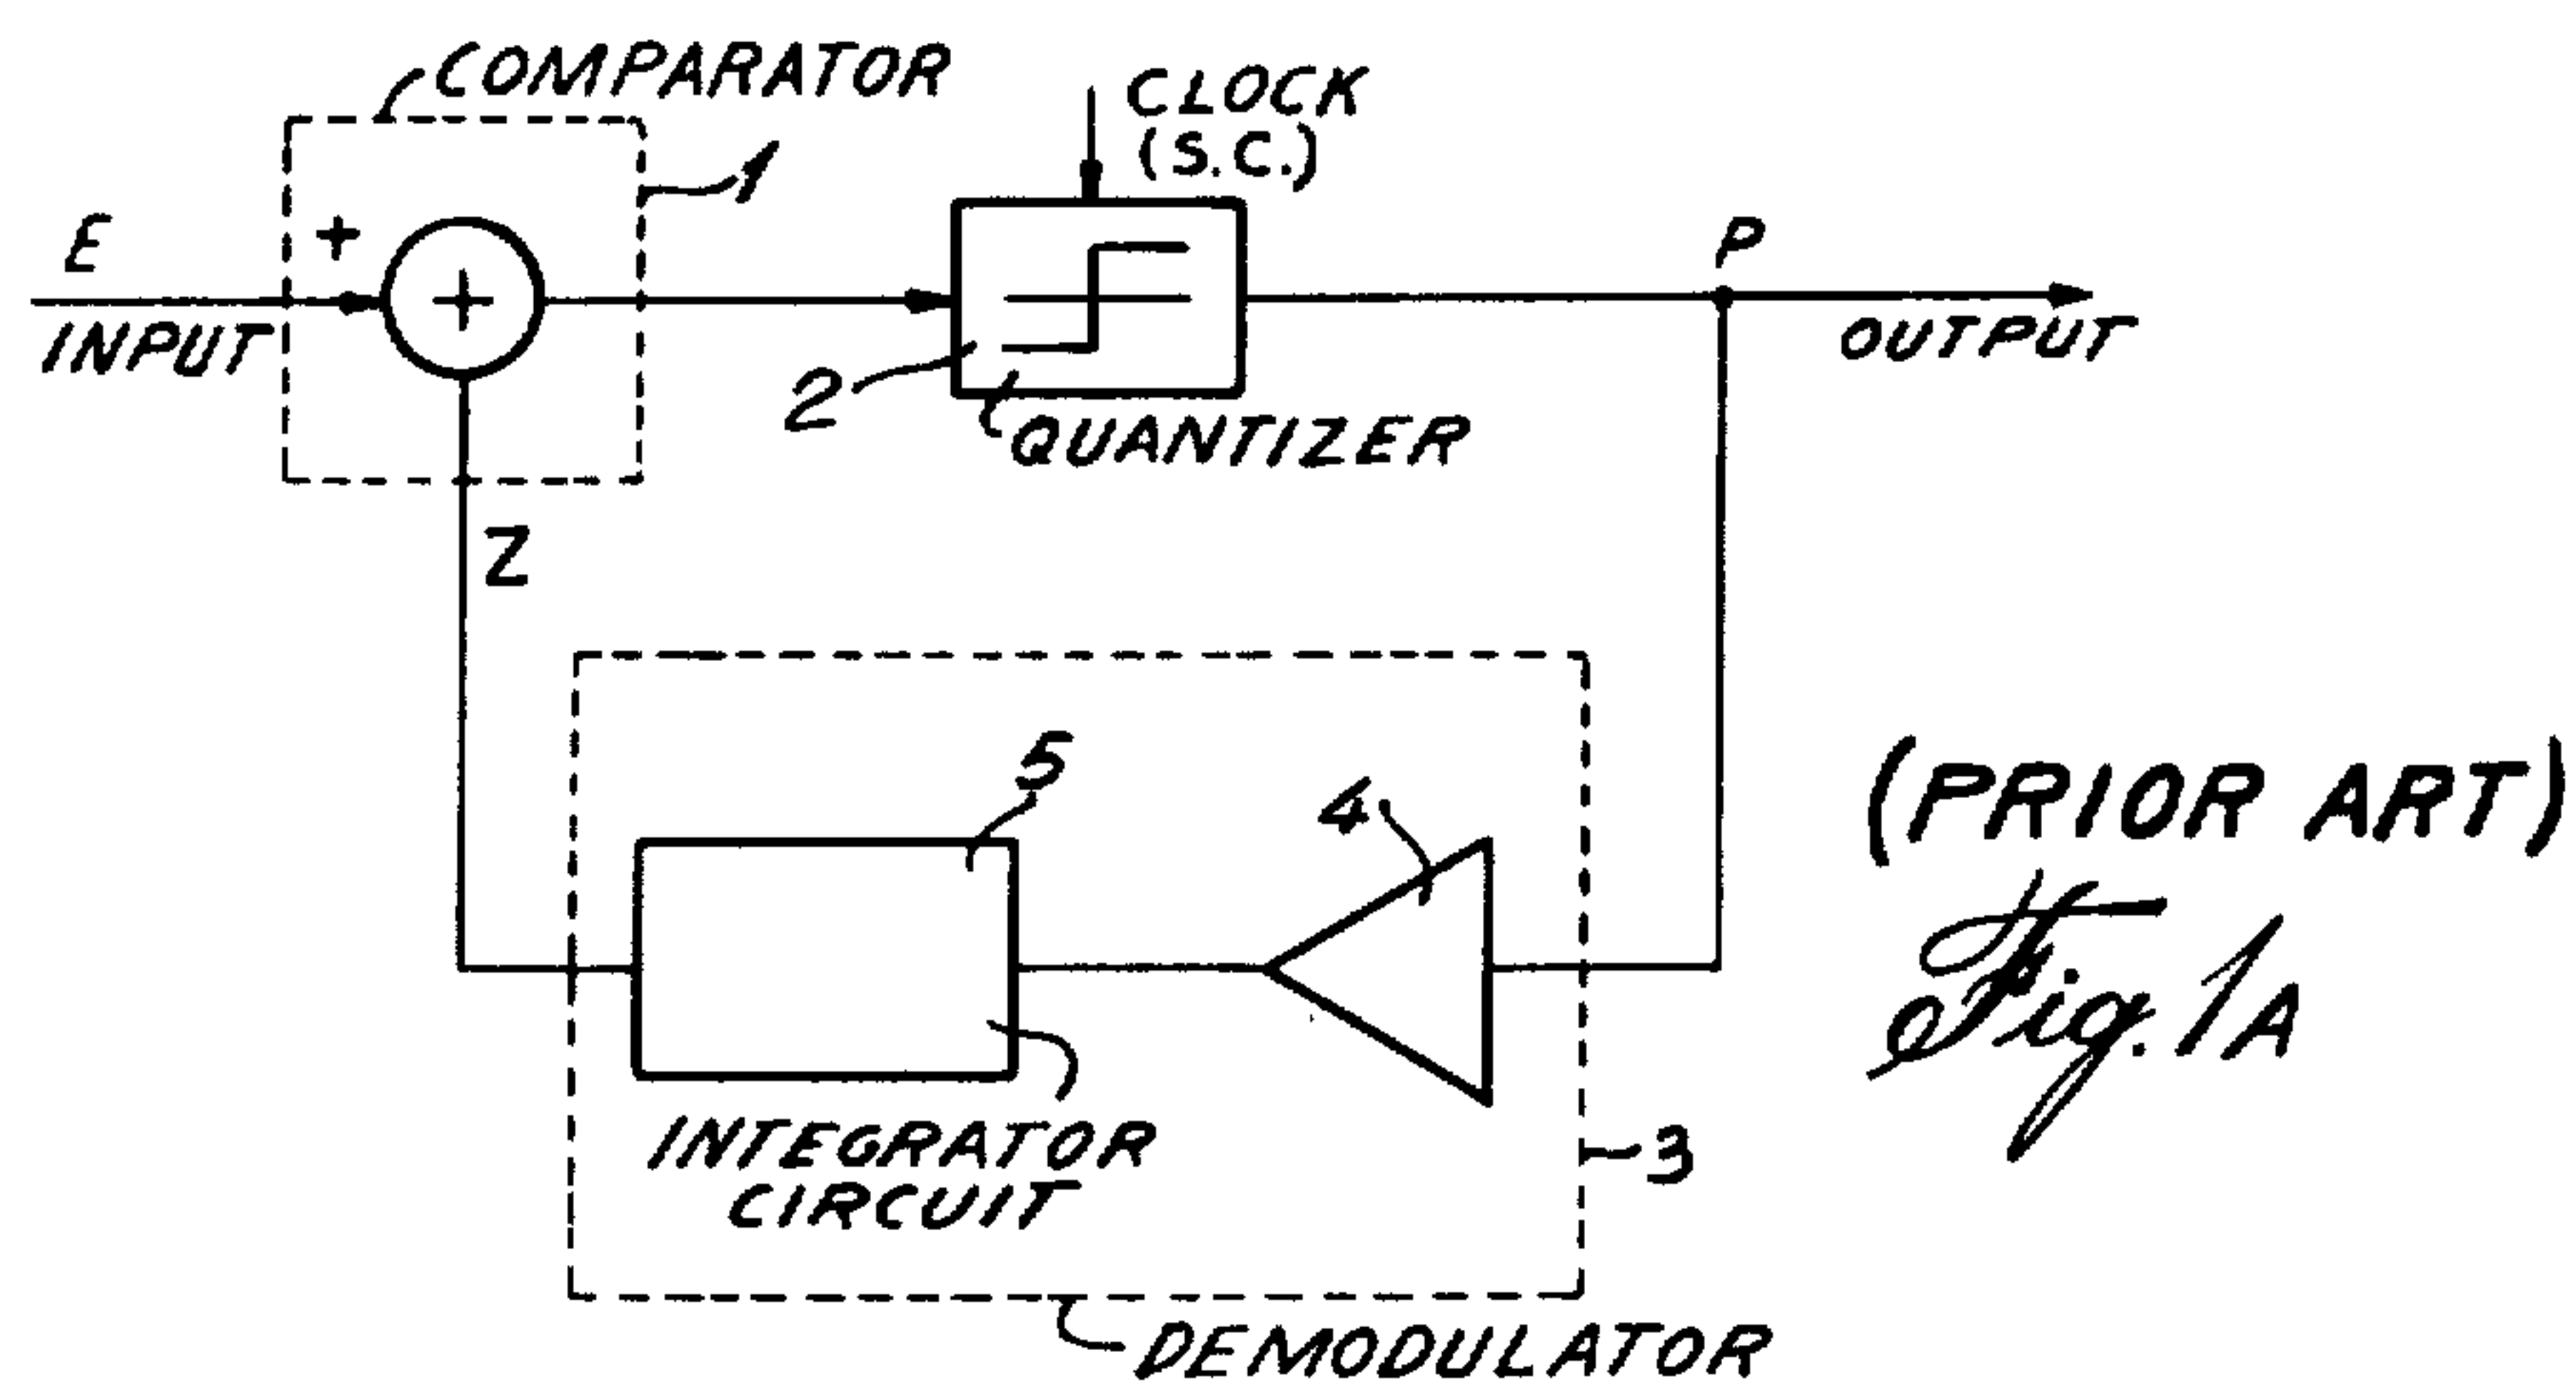 COMPARATOR
CLOCK
(S.C.)
1
E
+
+
INPUT
P
OUTPUT
2
QUANTIZER
Z
5
4
(PRIOR ART)
Fig. 1A
INTEGRATOR
CIRCUIT
3
DEMODULATOR